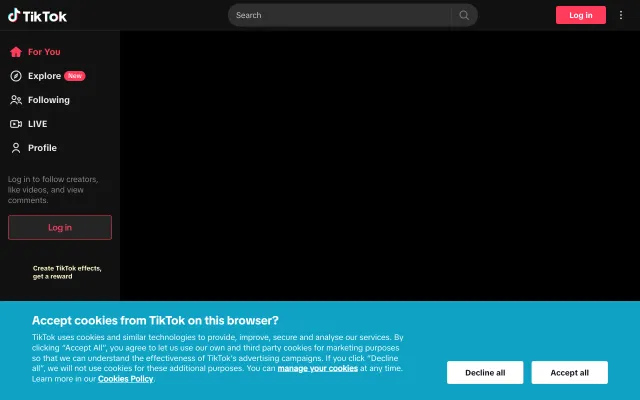 TikTok
Search
Log in
For You
Explore New
Following
LIVE
Profile
Log in to follow creators,
like videos, and view
comments.
Log in
Create TikTok effects,
get a reward
Accept cookies from TikTok on this browser?
TikTok uses cookies and similar technologies to provide, improve, secure and analyse our services. By
clicking “Accept All”, you agree to let us use our own and third party cookies for marketing purposes
so that we can understand the effectiveness of TikTok's advertising campaigns. If you click “Decline
all”, we will not use cookies for these additional purposes. You can manage your cookies at any time.
Learn more in our Cookies Policy.
Decline all
Accept all